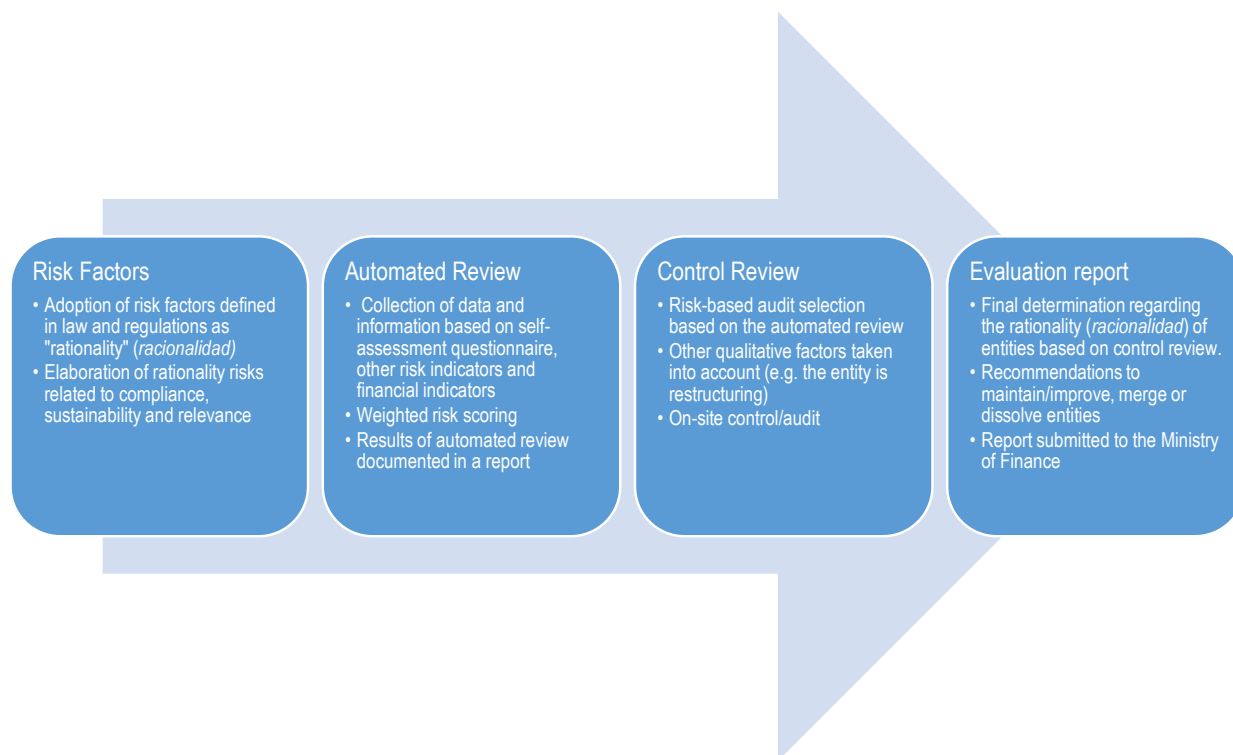 Risk Factors
• Adoption of risk factors defined
in law and regulations as
"rationality" (racionalidad)
• Elaboration of rationality risks
related to compliance,
sustainability and relevance
Automated Review
• Collection of data and
information based on self-
assessment questionnaire,
other risk indicators and
financial indicators
• Weighted risk scoring
• Results of automated review
documented in a report
Control Review
• Risk-based audit selection
based on the automated review
• Other qualitative factors taken
into account (e.g. the entity is
restructuring)
• On-site control/audit
Evaluation report
• Final determination regarding
the rationality (racionalidad) of
entities based on control review.
• Recommendations to
maintain/improve, merge or
dissolve entities
• Report submitted to the Ministry
of Finance